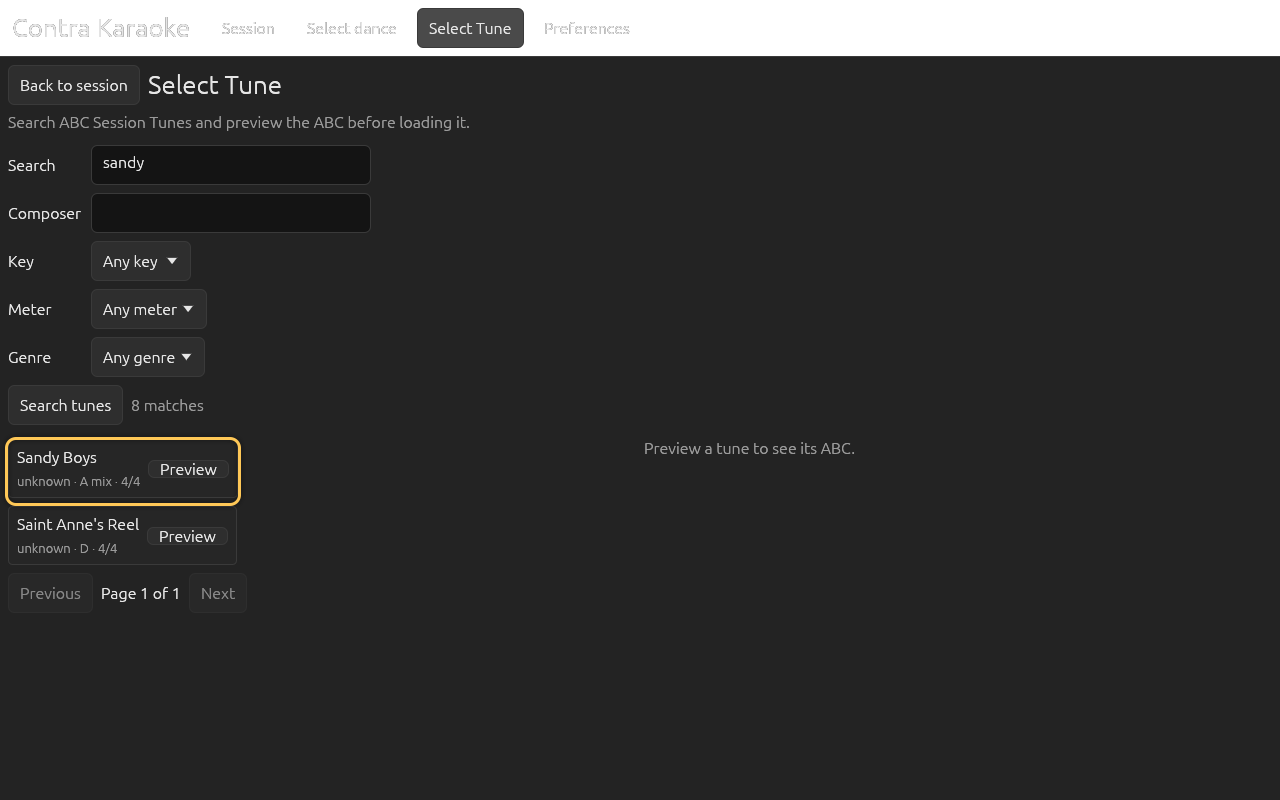 Contra Karaoke Session Select dance Select Tune Preferences
Back to session Select Tune
Search ABC Session Tunes and preview the ABC before loading it.
Search sandy
Composer
Key Any key
Meter Any meter
Genre Any genre
Search tunes 8 matches
Sandy Boys
unknown · A mix · 4/4
Preview
Preview a tune to see its ABC.
Saint Anne's Reel
unknown · D · 4/4
Preview
Previous Page 1 of 1 Next